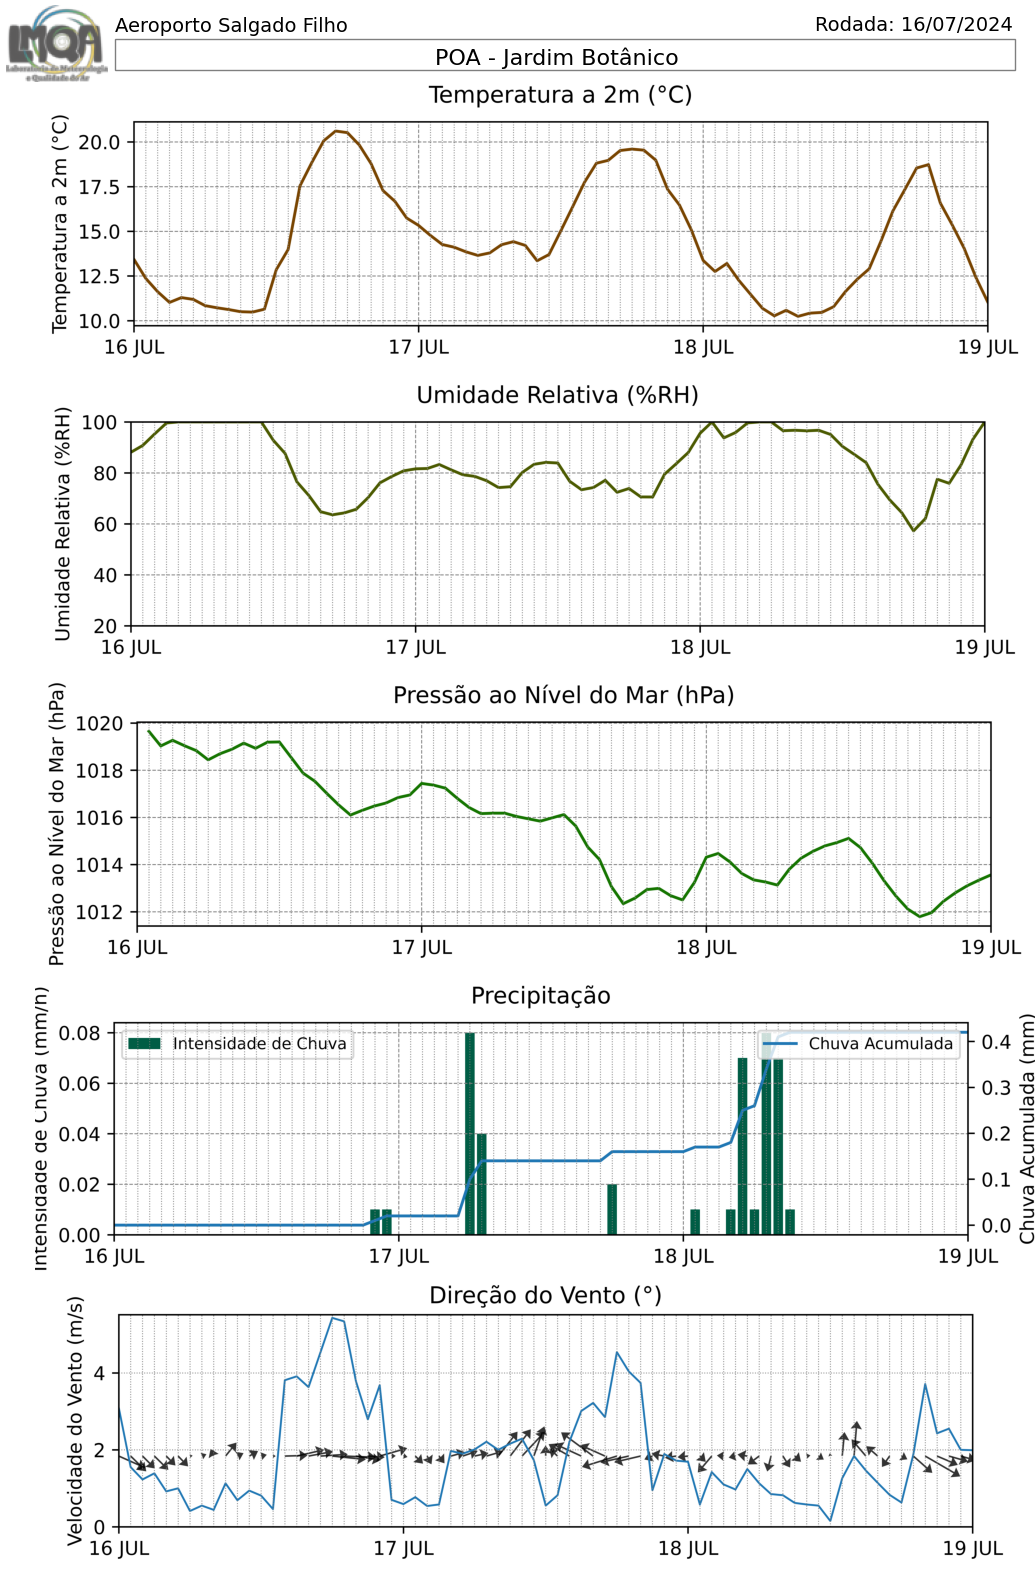 LMQA
Laboratório de Meteorologia
e Qualidade do Ar
Aeroporto Salgado Filho
Rodada: 16/07/2024
POA - Jardim Botânico
Temperatura a 2m (°C)
Temperatura a 2m (°C)
20.0
17.5
15.0
12.5
10.0
16 JUL
17 JUL
18 JUL
19 JUL
Umidade Relativa (%RH)
Umidade Relativa (%RH)
100
80
60
40
20
16 JUL
17 JUL
18 JUL
19 JUL
Pressão ao Nível do Mar (hPa)
Pressão ao Nível do Mar (hPa)
1020
1018
1016
1014
1012
16 JUL
17 JUL
18 JUL
19 JUL
Precipitação
Intensidade de Chuva (mm/h)
0.08
0.06
0.04
0.02
0.00
Intensidade de Chuva
Chuva Acumulada
0.4
0.3
0.2
0.1
0.0
Chuva Acumulada (mm)
16 JUL
17 JUL
18 JUL
19 JUL
Direção do Vento (°)
Velocidade do Vento (m/s)
4
2
0
16 JUL
17 JUL
18 JUL
19 JUL